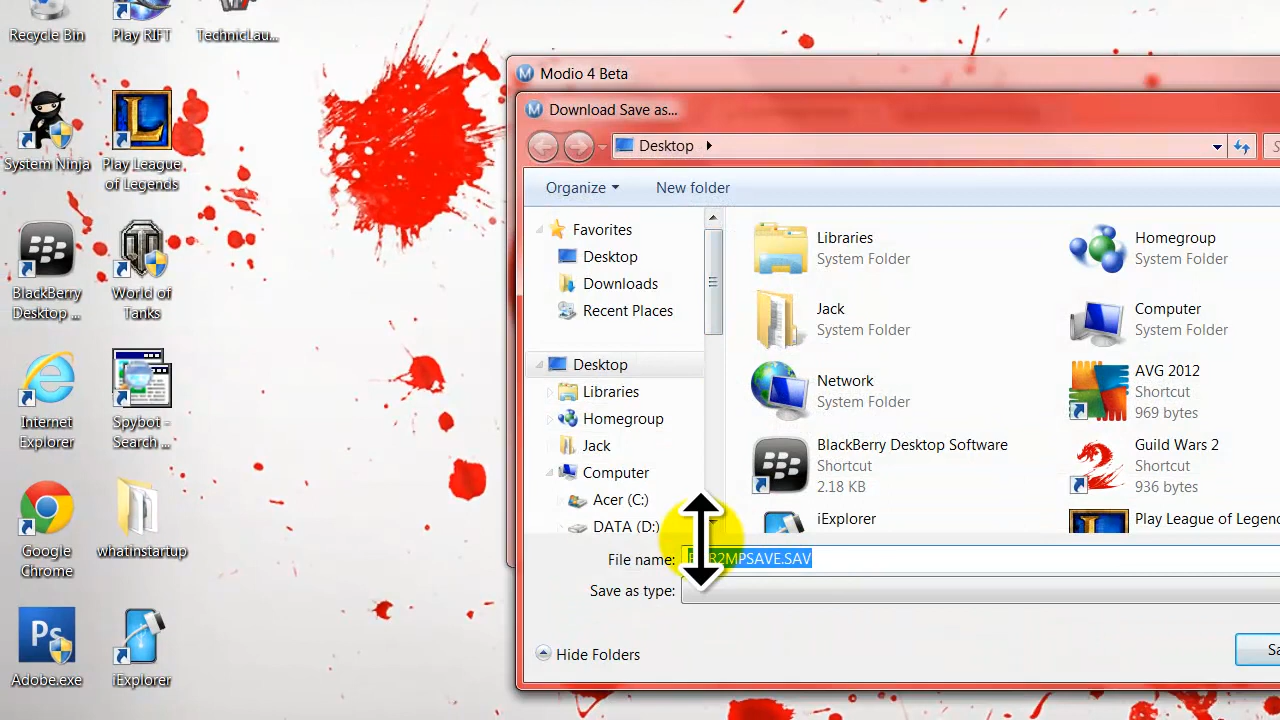 Recycle Bin
Play RIFT
TechnicLau...
System Ninja
Play League
of Legends
BlackBerry
Desktop ...
World of
Tanks
Internet
Explorer
Spybot -
Search ...
Google
Chrome
whatinstartup
Adobe.exe
iExplorer
Modio 4 Beta
Download Save as...
Desktop
Organize
New folder
Favorites
Desktop
Downloads
Recent Places
Desktop
Libraries
Homegroup
Jack
Computer
Acer (C:)
DATA (D:)
Libraries
System Folder
Homegroup
System Folder
Jack
System Folder
Computer
System Folder
Network
System Folder
AVG 2012
Shortcut
969 bytes
BlackBerry Desktop Software
Shortcut
2.18 KB
Guild Wars 2
Shortcut
936 bytes
iExplorer
Play League of Legend
File name:
R2MPSAVE.SAV
Save as type:
Hide Folders
Sa